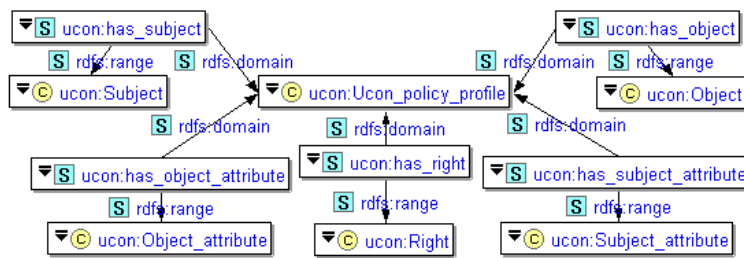 S ucon:has_subject
S ucon:has_object
S rdfs:range
S rdfs:domain
S rdfs:domain
S rdfs:range
C ucon:Subject
C ucon:Ucon_policy_profile
C ucon:Object
S rdfs:domain
S rdfs:domain
S rdfs:domain
S ucon:has_object_attribute
S ucon:has_right
S ucon:has_subject_attribute
S rdfs:range
S rdfs:range
S rdfs:range
C ucon:Object_attribute
C ucon:Right
C ucon:Subject_attribute